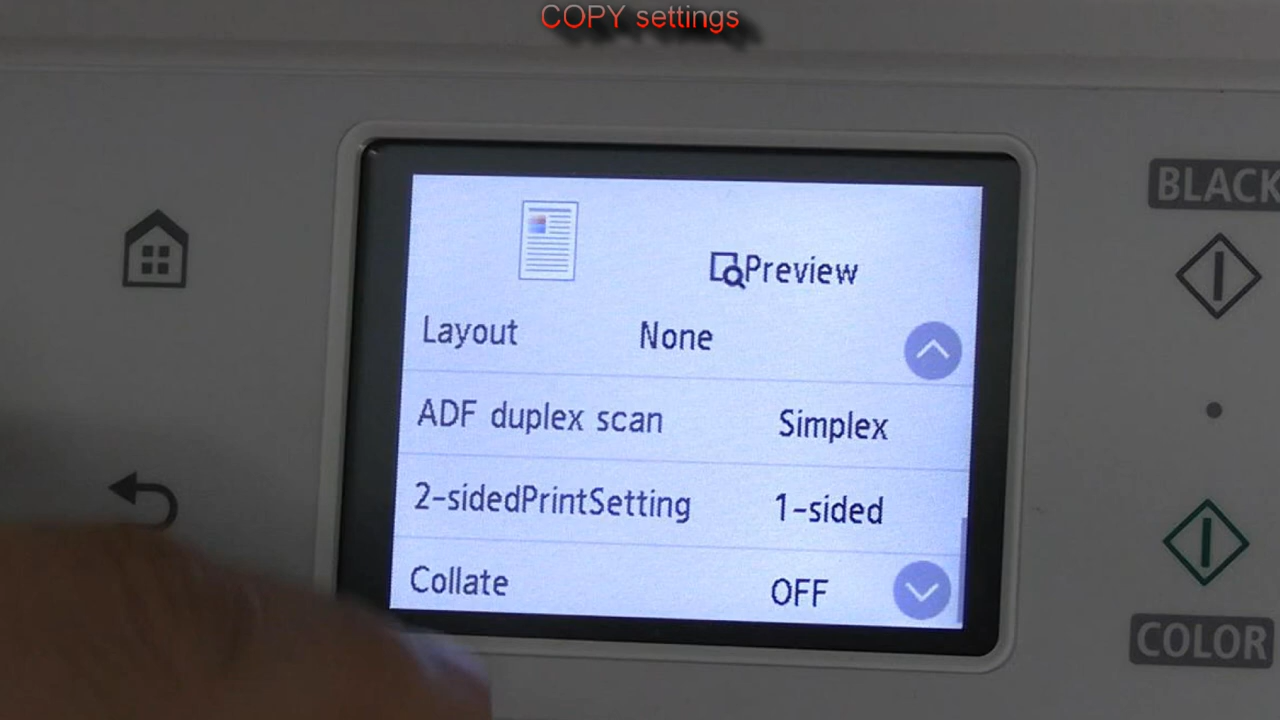 COPY settings
BLACK
Preview
Layout None
ADF duplex scan Simplex
2-sidedPrintSetting 1-sided
Collate OFF
COLOR